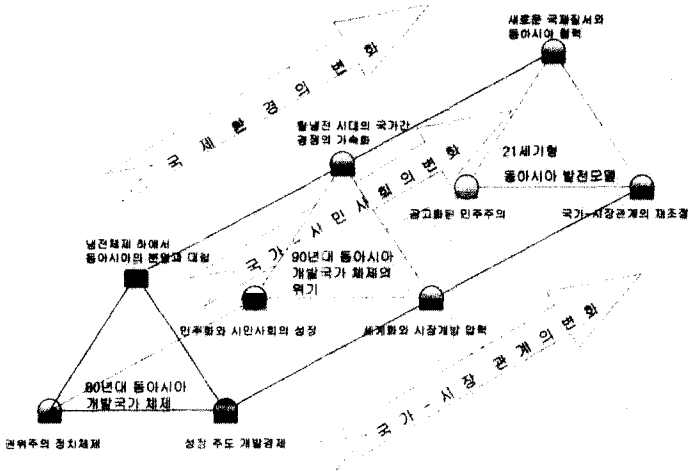 새로운 국제질서와
동아시아 협력
국제환경의 변화
탈냉전 시대의 국가간
경쟁의 가속화
21세기형
동아시아 발전모델
국가-시민사회의 변화
공고화된 민주주의
국가-시장관계의 재조정
냉전체제 하에서
동아시아의 분열과 대립
90년대 동아시아
개발국가 체제의
위기
민주화와 시민사회의 성장
세계화와 시장개방 압력
국가-시장 관계의 변화
80년대 동아시아
개발국가 체제
권위주의 정치체제
성장 주도 개발경제